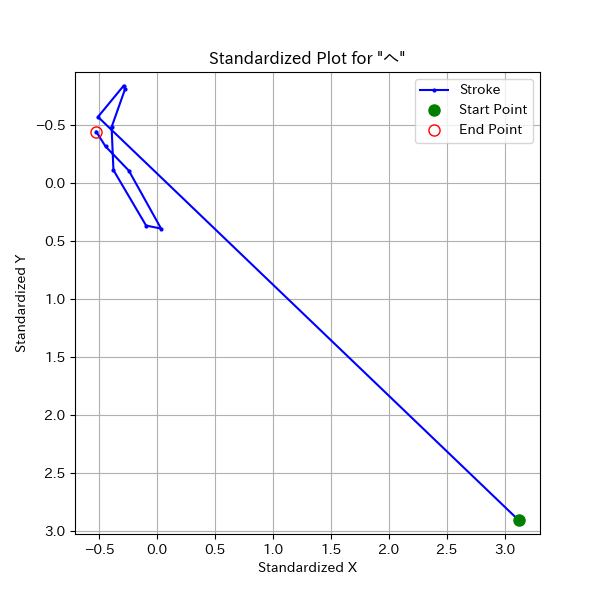 Standardized Plot for "へ"
Stroke
Start Point
End Point
−0.5
0.0
0.5
1.0
1.5
2.0
2.5
3.0
Standardized Y
−0.5 0.0 0.5 1.0 1.5 2.0 2.5 3.0
Standardized X